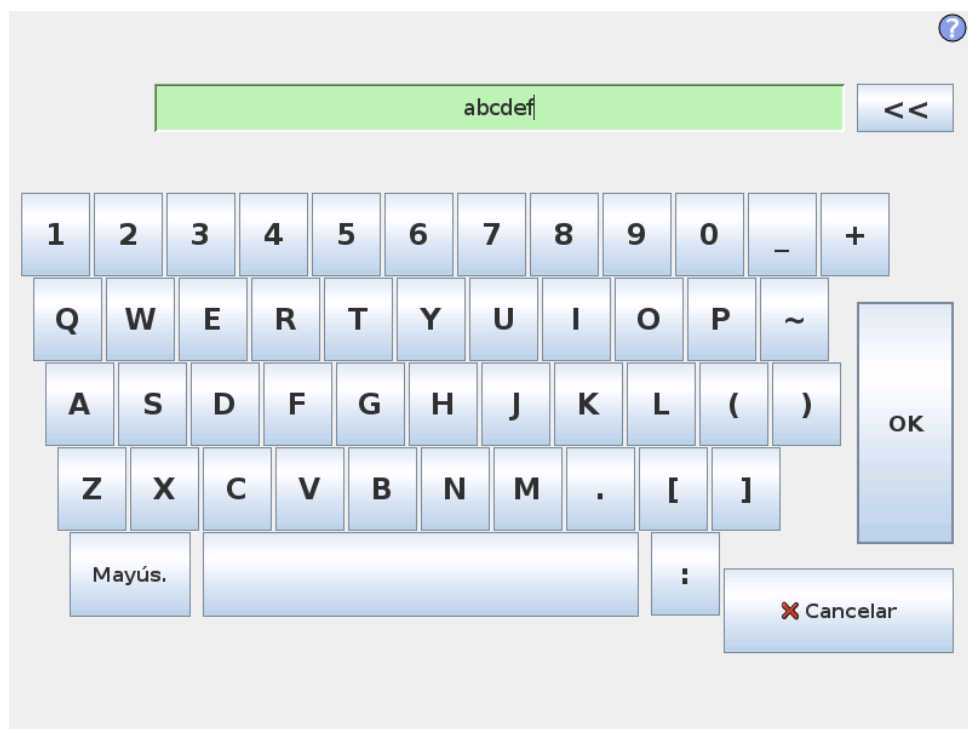 ?
abcdef
<<
1 2 3 4 5 6 7 8 9 0 _ +
Q W E R T Y U I O P ~
A S D F G H J K L ( )
OK
Z X C V B N M . [ ]
Mayús. :
Cancelar